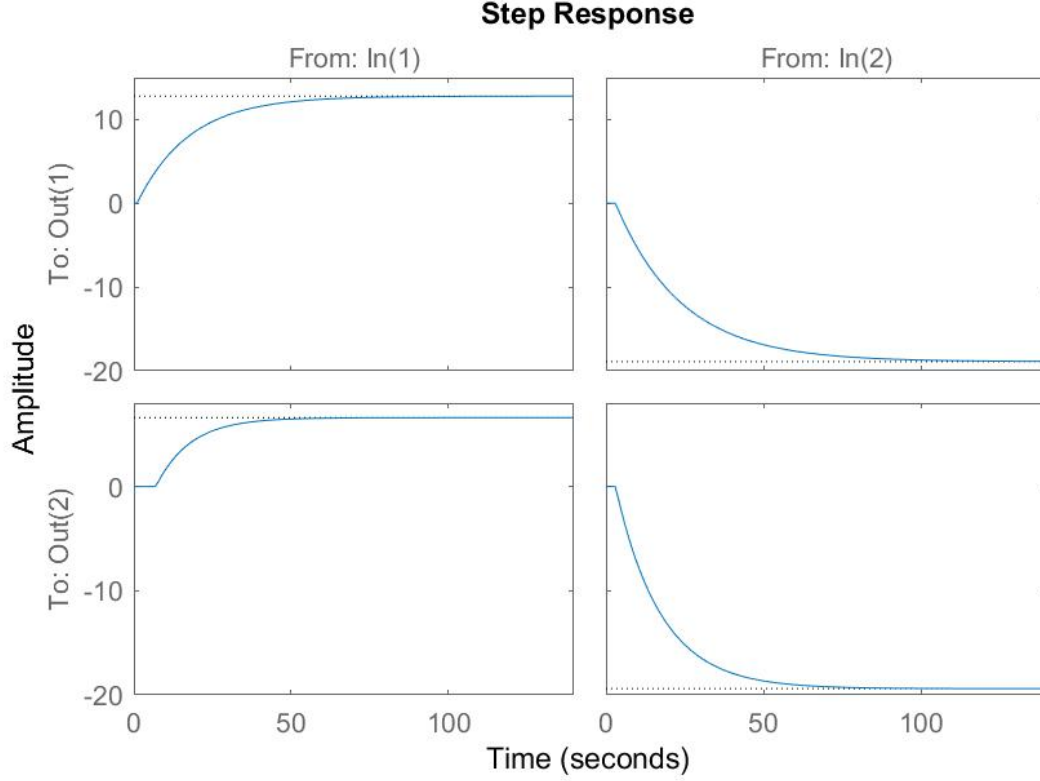 Step Response
From: In(1)
From: In(2)
To: Out(1)
10
0
-10
-20
Amplitude
To: Out(2)
0
-10
-20
0
50
100
0
50
100
Time (seconds)